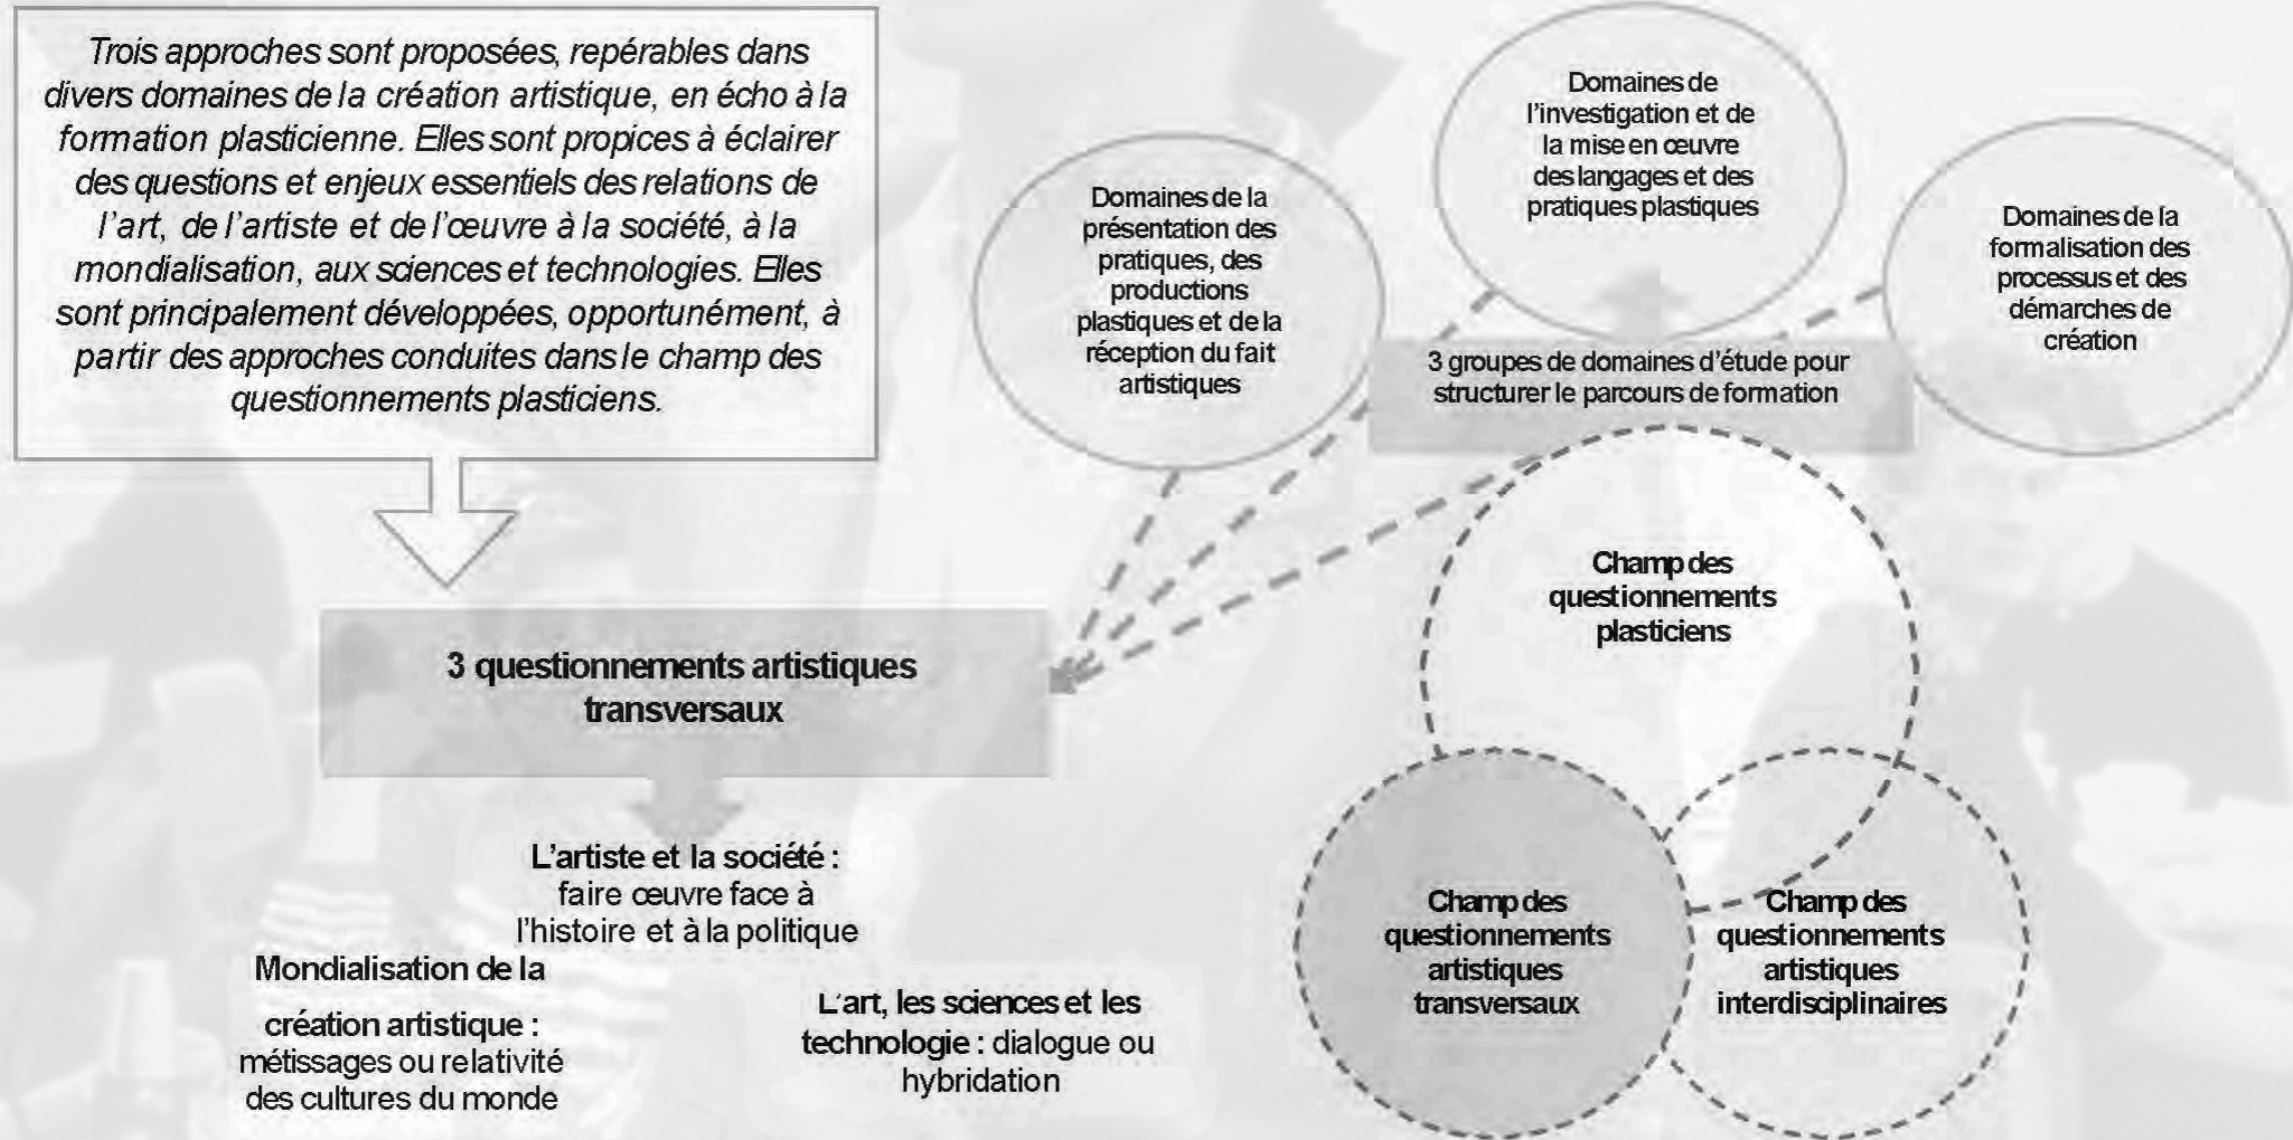 Trois approches sont proposées, repérables dans
divers domaines de la création artistique, en écho à la
formation plasticienne. Elles sont propices à éclairer
des questions et enjeux essentiels des relations de
l'art, de l'artiste et de l'œuvre à la société, à la
mondialisation, aux sciences et technologies. Elles
sont principalement développées, opportunément, à
partir des approches conduites dans le champ des
questionnements plasticiens.
Domaines de la
présentation des
pratiques, des
productions
plastiques et de la
réception du fait
artistiques
Domaines de
l'investigation et de
la mise en œuvre
des langages et des
pratiques plastiques
Domaines de la
formalisation des
processus et des
démarches de
création
3 groupes de domaines d'étude pour
structurer le parcours de formation
3 questionnements artistiques
transversaux
L'artiste et la société :
faire œuvre face à
l'histoire et à la politique
Mondialisation de la
création artistique :
métissages ou relativité
des cultures du monde
L'art, les sciences et les
technologie : dialogue ou
hybridation
Champ des
questionnements
plasticiens
Champ des
questionnements
artistiques
transversaux
Champ des
questionnements
artistiques
interdisciplinaires